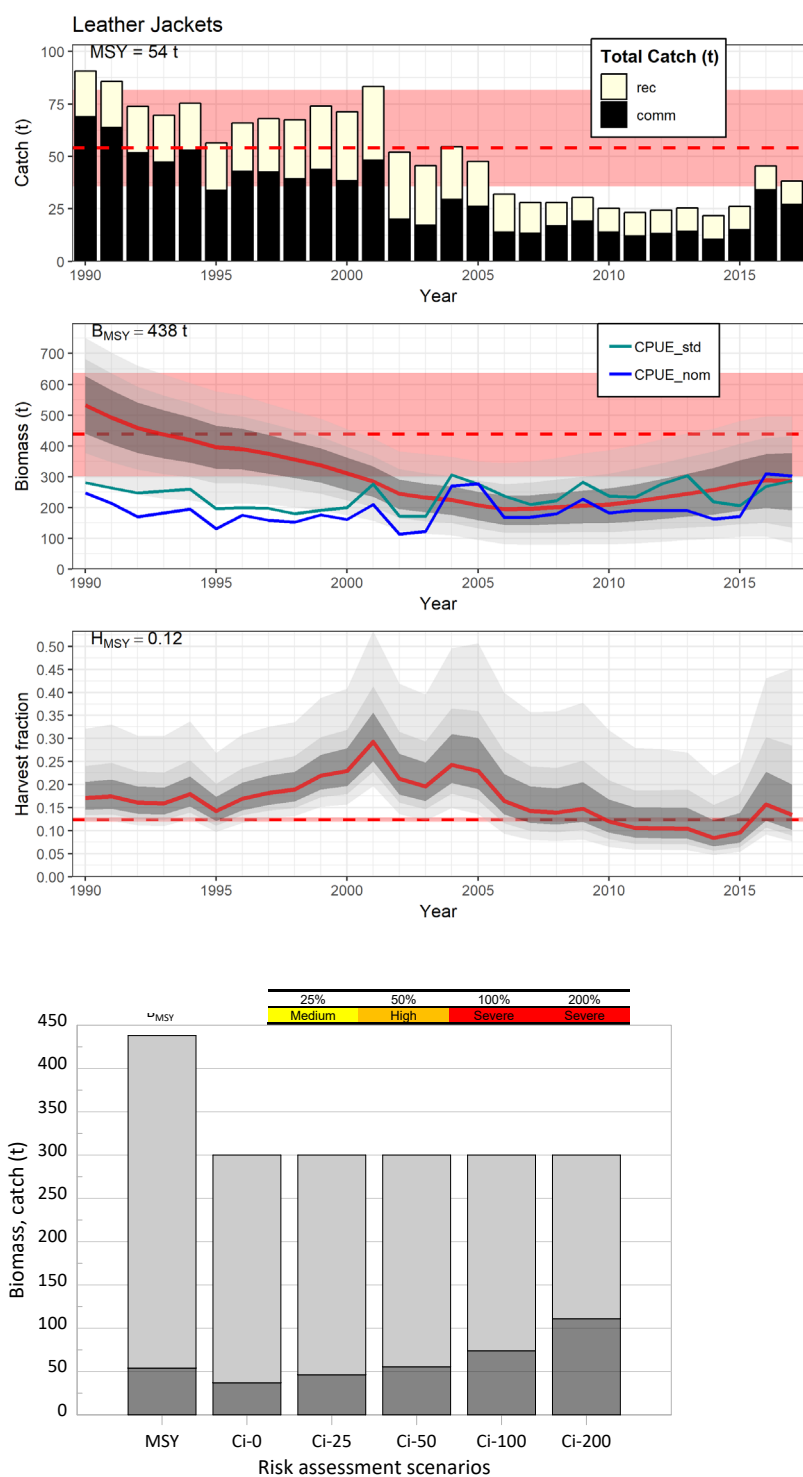 Leather Jackets
MSY = 54 t
Total Catch (t)
rec
comm
100
75
50
25
0
Catch (t)
1990 1995 2000 2005 2010 2015
Year
BMSY = 438 t
CPUE_std
CPUE_nom
700
600
500
400
300
200
100
0
Biomass (t)
1990 1995 2000 2005 2010 2015
Year
HMSY = 0.12
0.50
0.45
0.40
0.35
0.30
0.25
0.20
0.15
0.10
0.05
0.00
Harvest fraction
1990 1995 2000 2005 2010 2015
Year
25% 50% 100% 200%
Medium High Severe Severe
BMSY
450
400
350
300
250
200
150
100
50
0
Biomass, catch (t)
MSY Ci-0 Ci-25 Ci-50 Ci-100 Ci-200
Risk assessment scenarios